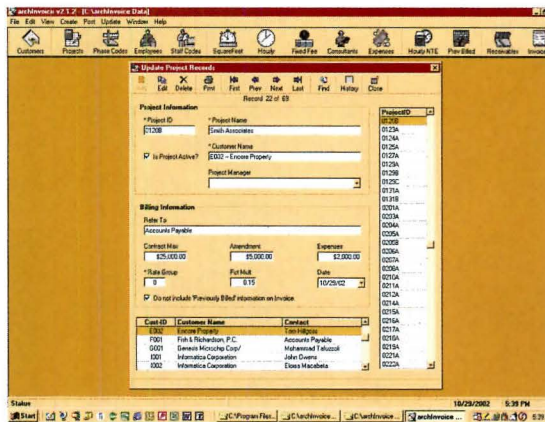 archInvoice v2.1.2 - [C:\archInvoice Data]
File Edit View Create Post Update Window Help
Customers Projects Phase Codes Employees Staff Codes SquareFeet Hourly Fixed Fee Consultants Expenses Hourly NTE Prev Billed Receivables Invoice
Update Project Records
Edit Delete Print First Prev Next Last Find History Close
Record 22 of 69
Project Information
*Project ID *Project Name
0120B Smith Associates
*Customer Name
Is Project Active? E002 - Encore Property
Project Manager
Billing Information
Refer To
Accounts Payable
Contract Max Amendment Expenses
$25,000.00 $5,000.00 $2,000.00
*Rate Group Pct Mult Date
0 0.15 10/29/02
Do not include 'Previously Billed' information on Invoice
ProjectID
0120B
0123A
0124A
0125A
0127A
0129A
0129B
0129C
0131A
0131B
0201A
0203A
0204A
0205A
0205B
0206A
0207A
0208A
0210A
0211A
0212A
0214A
0215A
0216A
0217A
0218A
0219A
0221A
0222A
Cust-ID Customer Name Contact
E002 Encore Property Tom Hillgoss
F001 Fish & Richardson, P.C. Accounts Payable
G001 Genesis Microchip Corp/ Mohammad Tafazzoli
I001 Informatica Corporation John Owens
I002 Informatica Corporation Eloisa Macabeta
Status 10/29/2002 5:39 PM
Start C:\Program Files... C:\archInvoice... C:\archInvoice... archInvoice ... 5:39